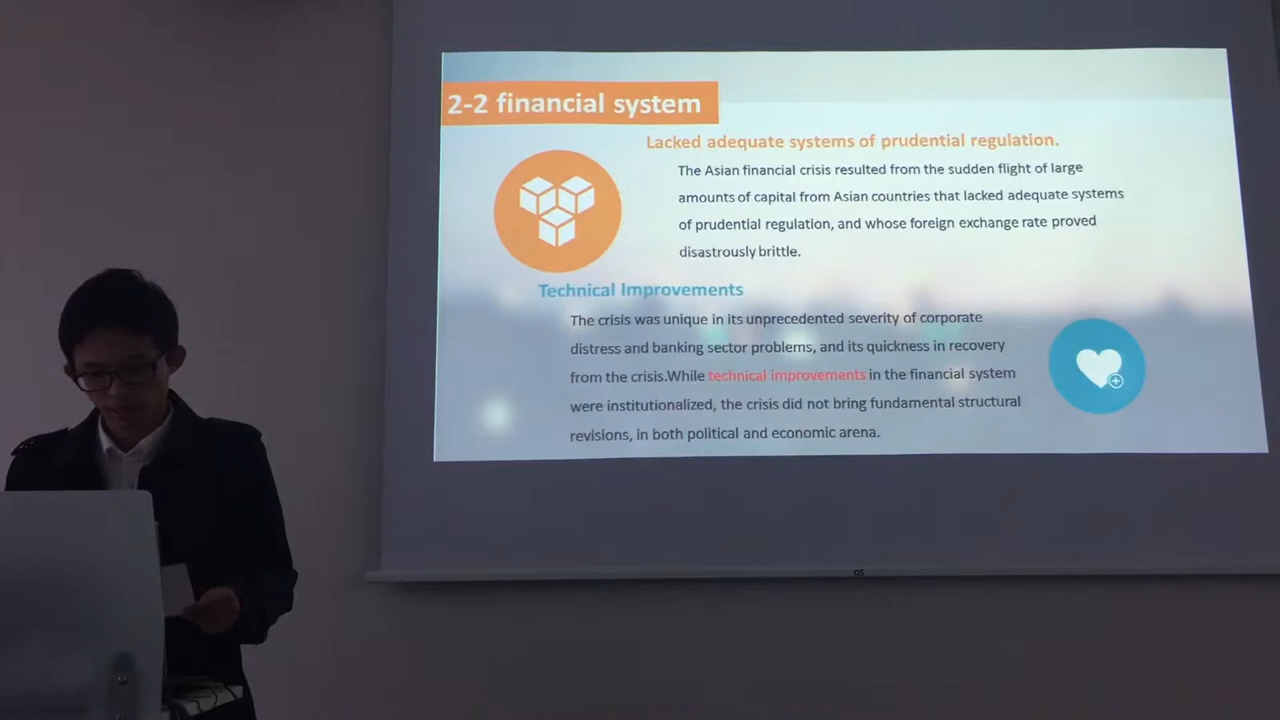 2-2 financial system
Lacked adequate systems of prudential regulation.
The Asian financial crisis resulted from the sudden flight of large
amounts of capital from Asian countries that lacked adequate systems
of prudential regulation, and whose foreign exchange rate proved
disastrously brittle.
Technical Improvements
The crisis was unique in its unprecedented severity of corporate
distress and banking sector problems, and its quickness in recovery
from the crisis.While technical improvements in the financial system
were institutionalized, the crisis did not bring fundamental structural
revisions, in both political and economic arena.